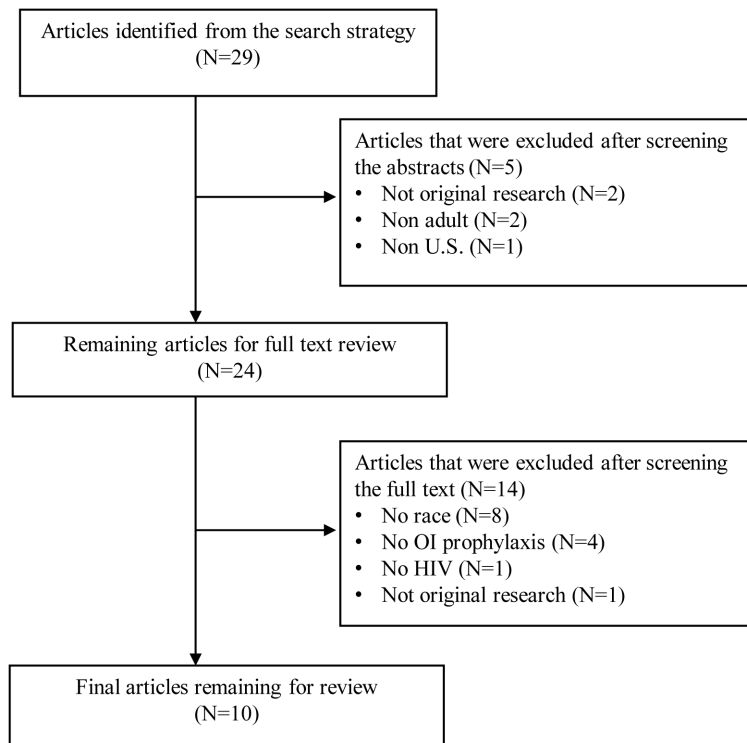 Articles identified from the search strategy
(N=29)
Articles that were excluded after screening
the abstracts (N=5)
• Not original research (N=2)
• Non adult (N=2)
• Non U.S. (N=1)
Remaining articles for full text review
(N=24)
Articles that were excluded after screening
the full text (N=14)
• No race (N=8)
• No OI prophylaxis (N=4)
• No HIV (N=1)
• Not original research (N=1)
Final articles remaining for review
(N=10)